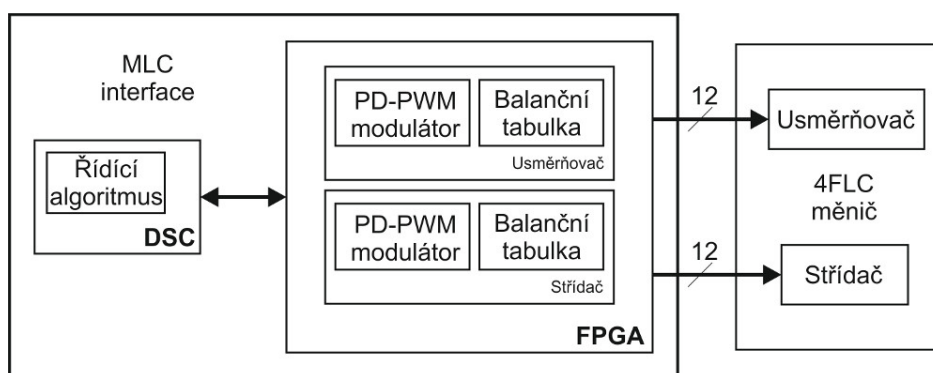 MLC
interface
Řídící
algoritmus
DSC
PD-PWM
modulátor
Balanční
tabulka
Usměrňovač
PD-PWM
modulátor
Balanční
tabulka
Střídač
FPGA
12
12
Usměrňovač
4FLC
měnič
Střídač